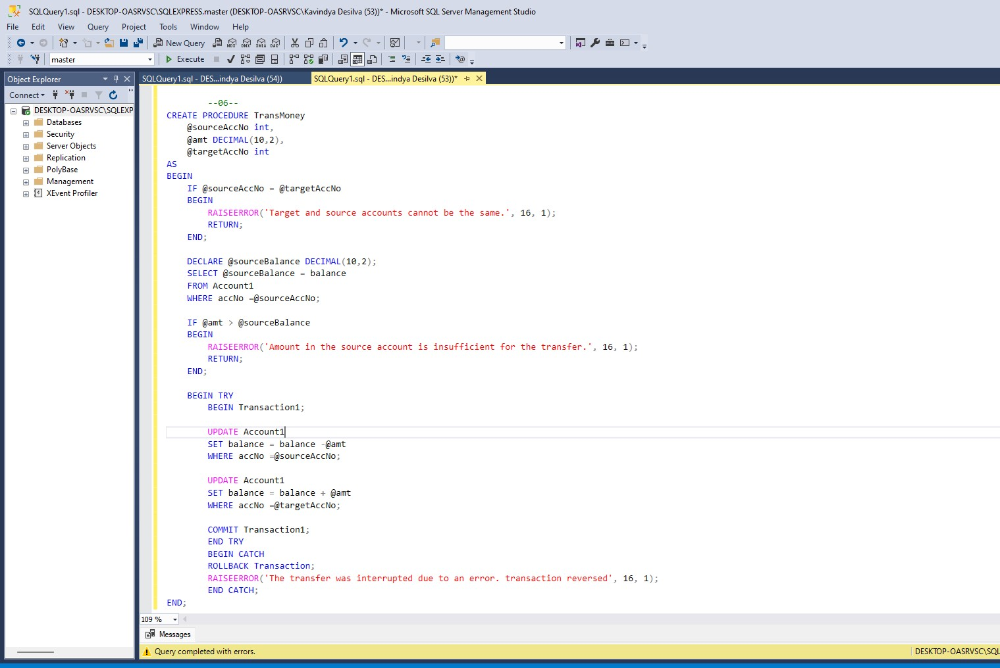 SQLQuery1.sql - DESKTOP-OASRVSC\SQLEXPRESS.master (DESKTOP-OASRVSC\Kavindya Desilva (53))* - Microsoft SQL Server Management Studio
File Edit View Query Project Tools Window Help
New Query MDX DMX XMLA DAX
master Execute
Object Explorer
SQLQuery1.sql - DES...indya Desilva (54)) SQLQuery1.sql - DES...indya Desilva (53))*
Connect
DESKTOP-OASRVSC\SQLEXP
Databases
Security
Server Objects
Replication
PolyBase
Management
XEvent Profiler
--06--
CREATE PROCEDURE TransMoney
@sourceAccNo int,
@amt DECIMAL(10,2),
@targetAccNo int
AS
BEGIN
IF @sourceAccNo = @targetAccNo
BEGIN
RAISEERROR('Target and source accounts cannot be the same.', 16, 1);
RETURN;
END;
DECLARE @sourceBalance DECIMAL(10,2);
SELECT @sourceBalance = balance
FROM Account1
WHERE accNo =@sourceAccNo;
IF @amt > @sourceBalance
BEGIN
RAISEERROR('Amount in the source account is insufficient for the transfer.', 16, 1);
RETURN;
END;
BEGIN TRY
BEGIN Transaction1;
UPDATE Account1
SET balance = balance -@amt
WHERE accNo =@sourceAccNo;
UPDATE Account1
SET balance = balance + @amt
WHERE accNo =@targetAccNo;
COMMIT Transaction1;
END TRY
BEGIN CATCH
ROLLBACK Transaction;
RAISEERROR('The transfer was interrupted due to an error. transaction reversed', 16, 1);
END CATCH;
END;
109 %
Messages
Query completed with errors. DESKTOP-OASRVSC\SQL